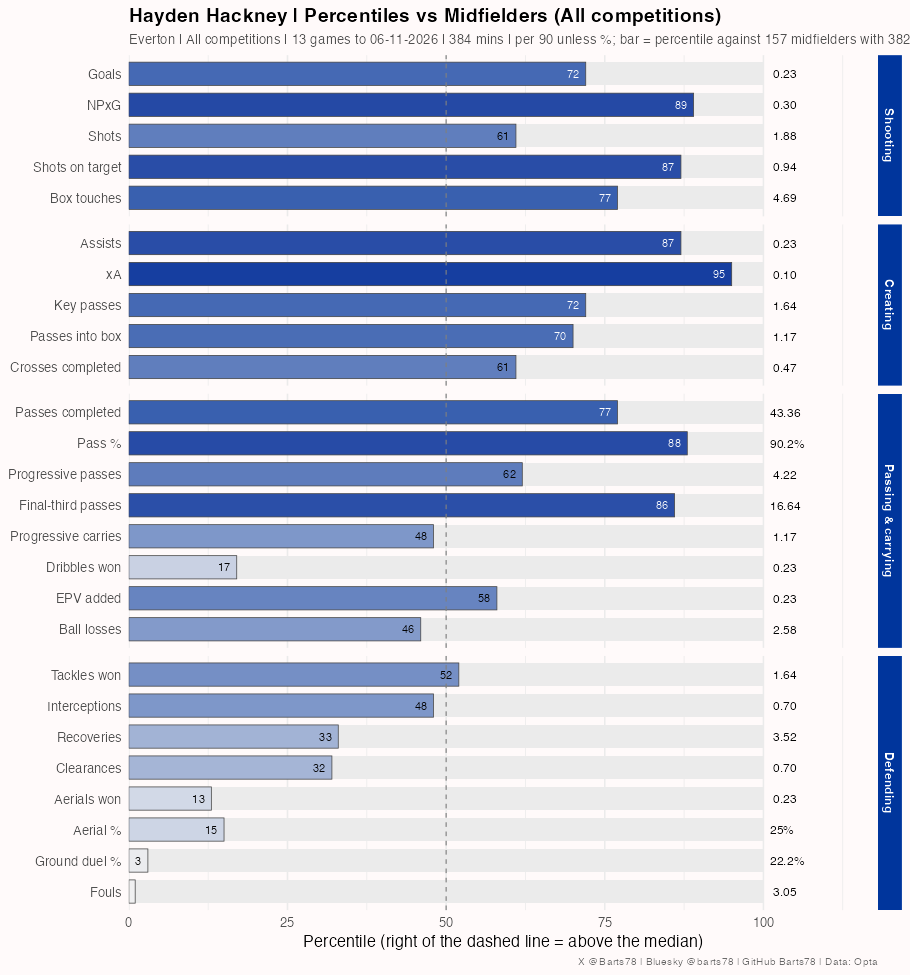 Hayden Hackney | Percentiles vs Midfielders (All competitions)
Everton | All competitions | 13 games to 06-11-2026 | 384 mins | per 90 unless %; bar = percentile against 157 midfielders with 382
Goals 72 0.23
NPxG 89 0.30
Shots 61 1.88
Shots on target 87 0.94
Box touches 77 4.69
Shooting
Assists 87 0.23
xA 95 0.10
Key passes 72 1.64
Passes into box 70 1.17
Crosses completed 61 0.47
Creating
Passes completed 77 43.36
Pass % 88 90.2%
Progressive passes 62 4.22
Final-third passes 86 16.64
Progressive carries 48 1.17
Dribbles won 17 0.23
EPV added 58 0.23
Ball losses 46 2.58
Passing & carrying
Tackles won 52 1.64
Interceptions 48 0.70
Recoveries 33 3.52
Clearances 32 0.70
Aerials won 13 0.23
Aerial % 15 25%
Ground duel % 3 22.2%
Fouls 3.05
Defending
0 25 50 75 100
Percentile (right of the dashed line = above the median)
X @Barts78 | Bluesky @barts78 | GitHub Barts78 | Data: Opta